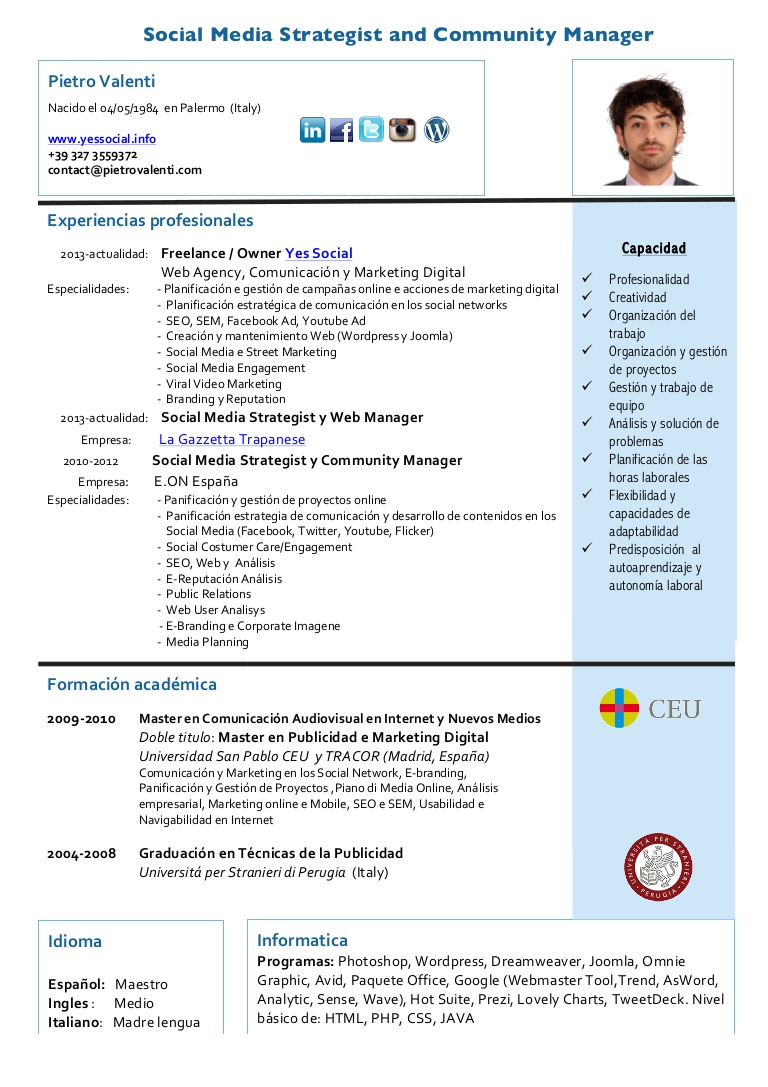 Social Media Strategist and Community Manager
Pietro Valenti
Nacido el 04/05/1984 en Palermo (Italy)
www.yessocial.info
+39 327 3559372
contact@pietrovalenti.com
Experiencias profesionales
2013-actualidad: Freelance / Owner Yes Social
Web Agency, Comunicación y Marketing Digital
Especialidades: - Planificación e gestión de campañas online e acciones de marketing digital
- Planificación estratégica de comunicación en los social networks
- SEO, SEM, Facebook Ad, Youtube Ad
- Creación y mantenimiento Web (Wordpress y Joomla)
- Social Media e Street Marketing
- Social Media Engagement
- Viral Video Marketing
- Branding y Reputation
2013-actualidad: Social Media Strategist y Web Manager
Empresa: La Gazzetta Trapanese
2010-2012 Social Media Strategist y Community Manager
Empresa: E.ON España
Especialidades: - Panificación y gestión de proyectos online
- Panificación estrategia de comunicación y desarrollo de contenidos en los
Social Media (Facebook, Twitter, Youtube, Flicker)
- Social Costumer Care/Engagement
- SEO, Web y Análisis
- E-Reputación Análisis
- Public Relations
- Web User Analisys
- E-Branding e Corporate Imagene
- Media Planning
Capacidad
✓ Profesionalidad
✓ Creatividad
✓ Organización del
trabajo
✓ Organización y gestión
de proyectos
✓ Gestión y trabajo de
equipo
✓ Análisis y solución de
problemas
✓ Planificación de las
horas laborales
✓ Flexibilidad y
capacidades de
adaptabilidad
✓ Predisposición al
autoaprendizaje y
autonomía laboral
Formación académica
2009-2010 Master en Comunicación Audiovisual en Internet y Nuevos Medios
Doble titulo: Master en Publicidad e Marketing Digital
Universidad San Pablo CEU y TRACOR (Madrid, España)
Comunicación y Marketing en los Social Network, E-branding,
Panificación y Gestión de Proyectos ,Piano di Media Online, Análisis
empresarial, Marketing online e Mobile, SEO e SEM, Usabilidad e
Navigabilidad en Internet
2004-2008 Graduación en Técnicas de la Publicidad
Universitá per Stranieri di Perugia (Italy)
CEU
UNIVERSITÀ PER STRANIERI
PERUGIA
Idioma
Español: Maestro
Ingles : Medio
Italiano: Madre lengua
Informatica
Programas: Photoshop, Wordpress, Dreamweaver, Joomla, Omnie
Graphic, Avid, Paquete Office, Google (Webmaster Tool,Trend, AsWord,
Analytic, Sense, Wave), Hot Suite, Prezi, Lovely Charts, TweetDeck. Nivel
básico de: HTML, PHP, CSS, JAVA